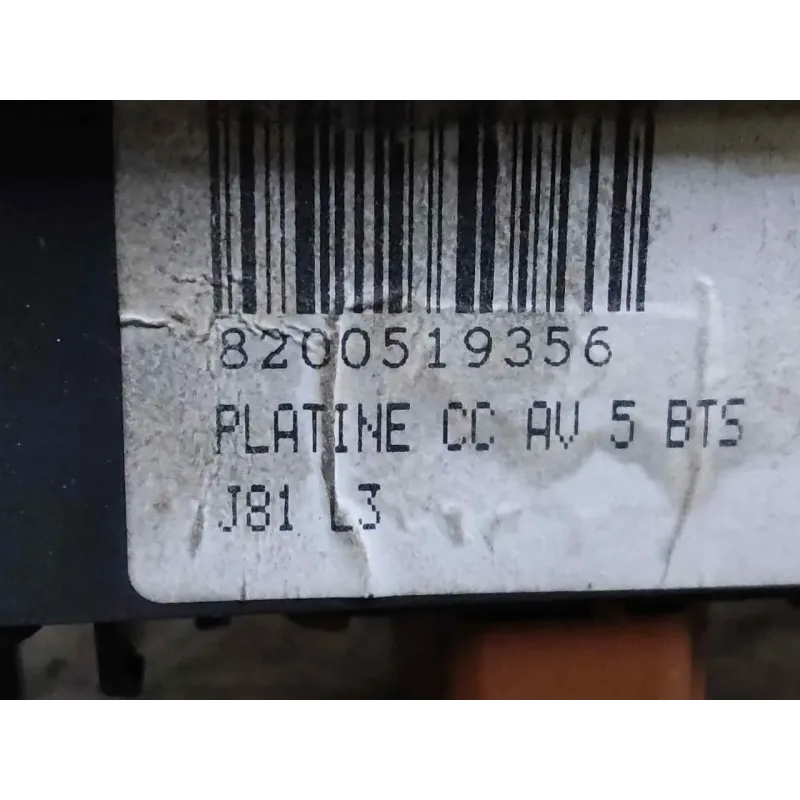 8200519356
PLATINE CC AV 5 BTS
J81 L3